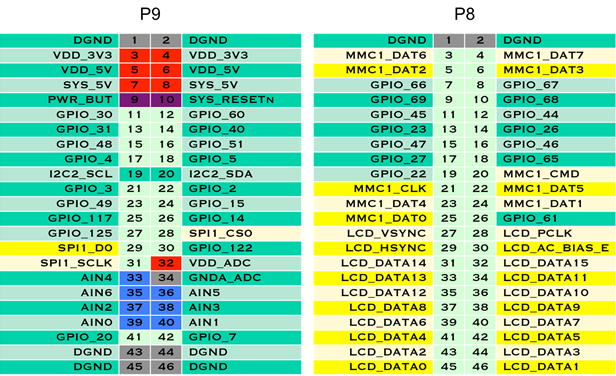 P9 P8
DGND 1 2 DGND DGND 1 2 DGND
VDD_3V3 3 4 VDD_3V3 MMC1_DAT6 3 4 MMC1_DAT7
VDD_5V 5 6 VDD_5V MMC1_DAT2 5 6 MMC1_DAT3
SYS_5V 7 8 SYS_5V GPIO_66 7 8 GPIO_67
PWR_BUT 9 10 SYS_RESETN GPIO_69 9 10 GPIO_68
GPIO_30 11 12 GPIO_60 GPIO_45 11 12 GPIO_44
GPIO_31 13 14 GPIO_40 GPIO_23 13 14 GPIO_26
GPIO_48 15 16 GPIO_51 GPIO_47 15 16 GPIO_46
GPIO_4 17 18 GPIO_5 GPIO_27 17 18 GPIO_65
I2C2_SCL 19 20 I2C2_SDA GPIO_22 19 20 MMC1_CMD
GPIO_3 21 22 GPIO_2 MMC1_CLK 21 22 MMC1_DAT5
GPIO_49 23 24 GPIO_15 MMC1_DAT4 23 24 MMC1_DAT1
GPIO_117 25 26 GPIO_14 MMC1_DAT0 25 26 GPIO_61
GPIO_125 27 28 SPI1_CS0 LCD_VSYNC 27 28 LCD_PCLK
SPI1_D0 29 30 GPIO_122 LCD_HSYNC 29 30 LCD_AC_BIAS_E
SPI1_SCLK 31 32 VDD_ADC LCD_DATA14 31 32 LCD_DATA15
AIN4 33 34 GNDA_ADC LCD_DATA13 33 34 LCD_DATA11
AIN6 35 36 AIN5 LCD_DATA12 35 36 LCD_DATA10
AIN2 37 38 AIN3 LCD_DATA8 37 38 LCD_DATA9
AIN0 39 40 AIN1 LCD_DATA6 39 40 LCD_DATA7
GPIO_20 41 42 GPIO_7 LCD_DATA4 41 42 LCD_DATA5
DGND 43 44 DGND LCD_DATA2 43 44 LCD_DATA3
DGND 45 46 DGND LCD_DATA0 45 46 LCD_DATA1